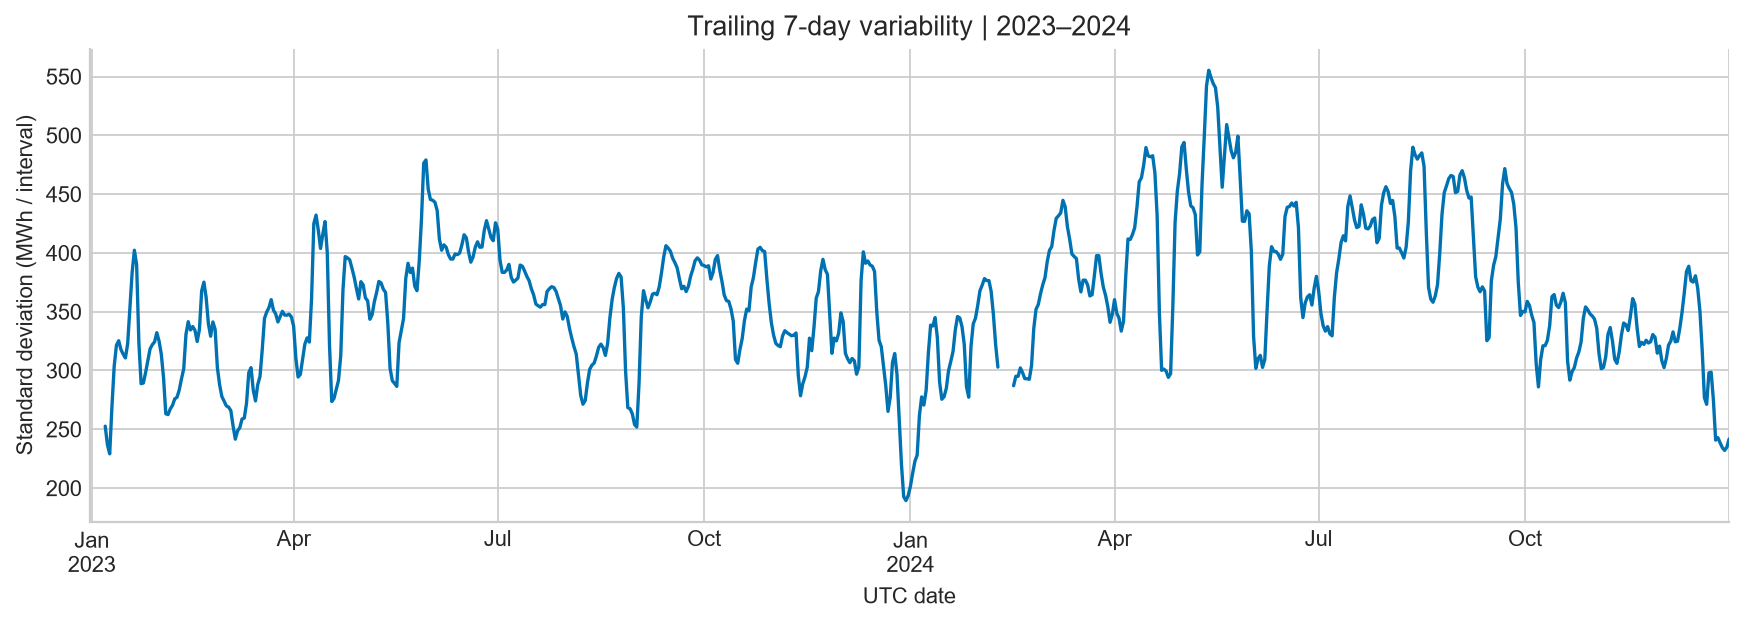 Trailing 7-day variability | 2023–2024
Standard deviation (MWh / interval)
550
500
450
400
350
300
250
200
Jan Apr Jul Oct Jan Apr Jul Oct
2023 2024
UTC date